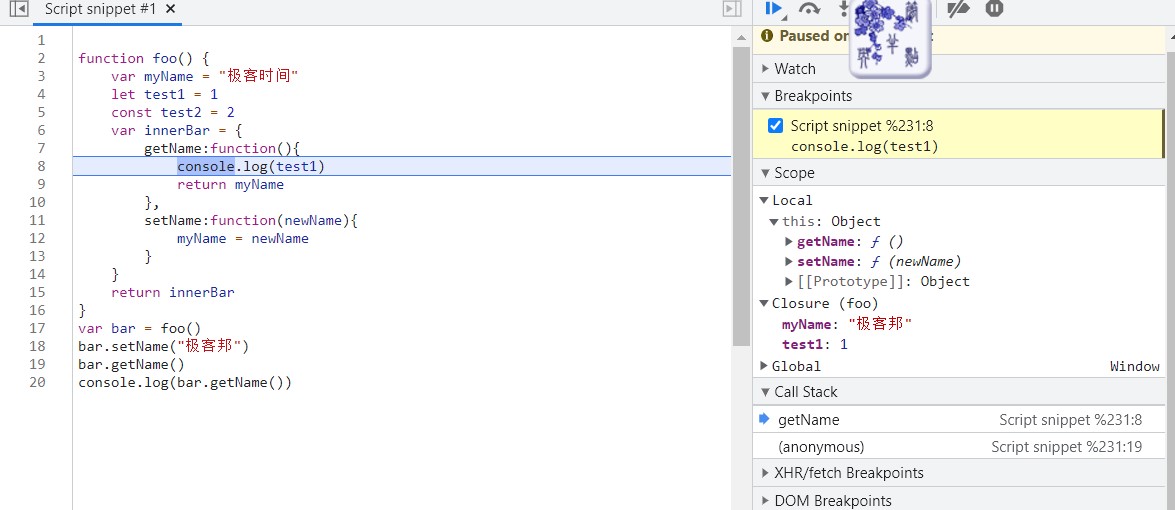 Script snippet #1 ×
1
2 function foo() {
3 var myName = "极客时间"
4 let test1 = 1
5 const test2 = 2
6 var innerBar = {
7 getName:function(){
8 console.log(test1)
9 return myName
10 },
11 setName:function(newName){
12 myName = newName
13 }
14 }
15 return innerBar
16 }
17 var bar = foo()
18 bar.setName("极客邦")
19 bar.getName()
20 console.log(bar.getName())
Paused on
Watch
Breakpoints
Script snippet %231:8
console.log(test1)
Scope
Local
this: Object
getName: ƒ ()
setName: ƒ (newName)
[[Prototype]]: Object
Closure (foo)
myName: "极客邦"
test1: 1
Global Window
Call Stack
getName Script snippet %231:8
(anonymous) Script snippet %231:19
XHR/fetch Breakpoints
DOM Breakpoints